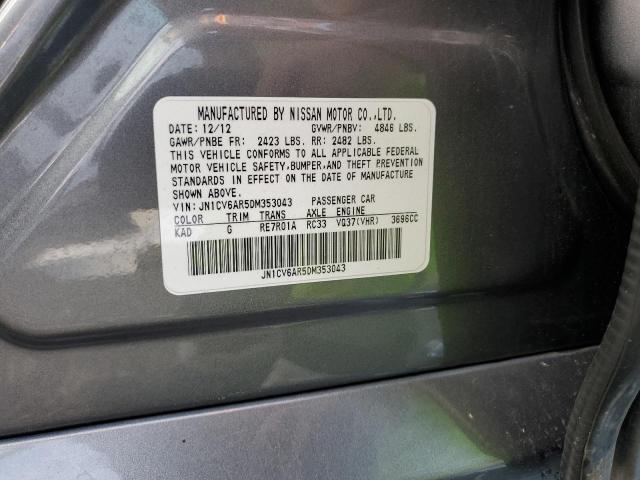 MANUFACTURED BY NISSAN MOTOR CO.,LTD.
DATE: 12/12 GVWR/PNBV: 4846 LBS.
GAWR/PNBE FR: 2423 LBS. RR: 2482 LBS.
THIS VEHICLE CONFORMS TO ALL APPLICABLE FEDERAL
MOTOR VEHICLE SAFETY,BUMPER,AND THEFT PREVENTION
STANDARDS IN EFFECT ON THE DATE OF MANUFACTURE
SHOWN ABOVE.
VIN: JN1CV6AR5DM353043 PASSENGER CAR
COLOR TRIM TRANS AXLE ENGINE
KAD G RE7R01A RC33 VQ37(VHR) 3696CC
JN1CV6AR5DM353043